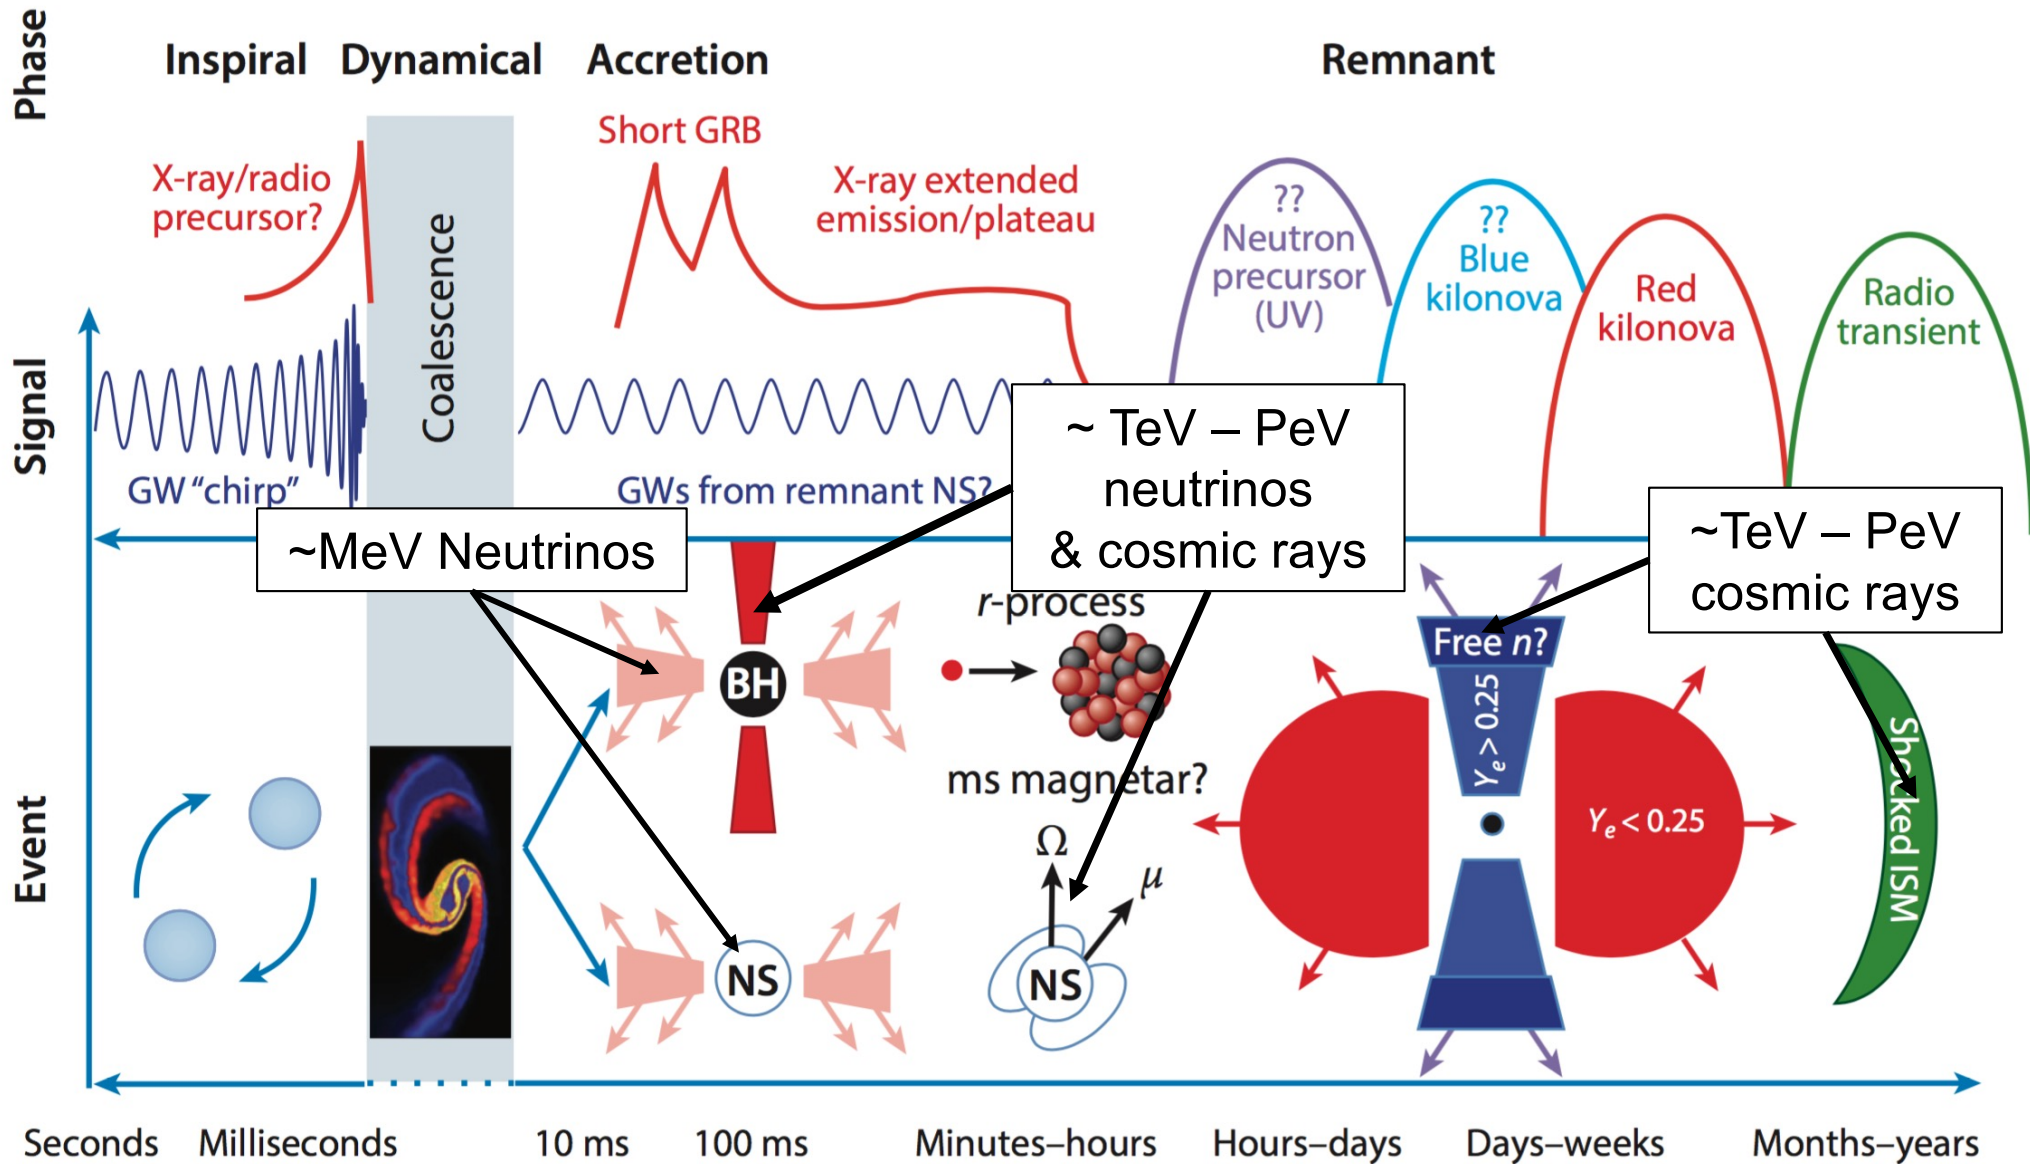 Phase
Inspiral
Dynamical
Accretion
Remnant
Signal
X-ray/radio
precursor?
GW “chirp”
Coalescence
Short GRB
X-ray extended
emission/plateau
GWs from remnant NS?
??
Neutron
precursor
(UV)
??
Blue
kilonova
Red
kilonova
Radio
transient
~MeV Neutrinos
~ TeV – PeV
neutrinos
& cosmic rays
~TeV – PeV
cosmic rays
Event
BH
NS
r-process
ms magnetar?
Ω
μ
NS
Free n?
Ye > 0.25
Ye < 0.25
Shocked ISM
Seconds
Milliseconds
10 ms
100 ms
Minutes–hours
Hours–days
Days–weeks
Months–years